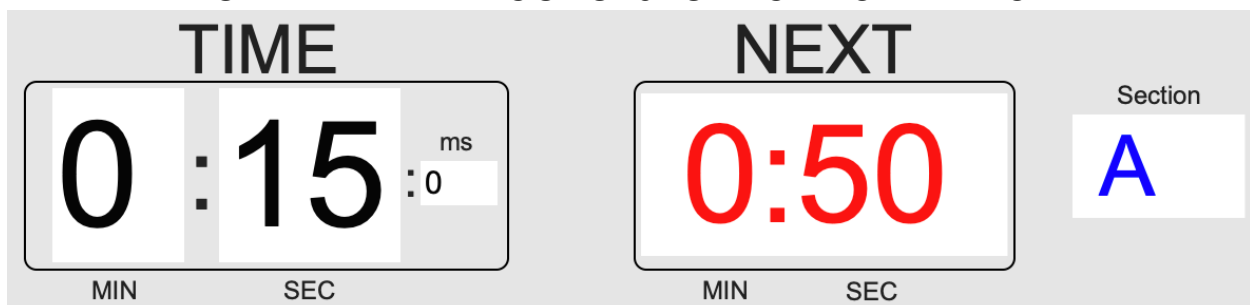 TIME
NEXT
Section
0 : 15 : 0
ms
0:50
A
MIN SEC
MIN SEC